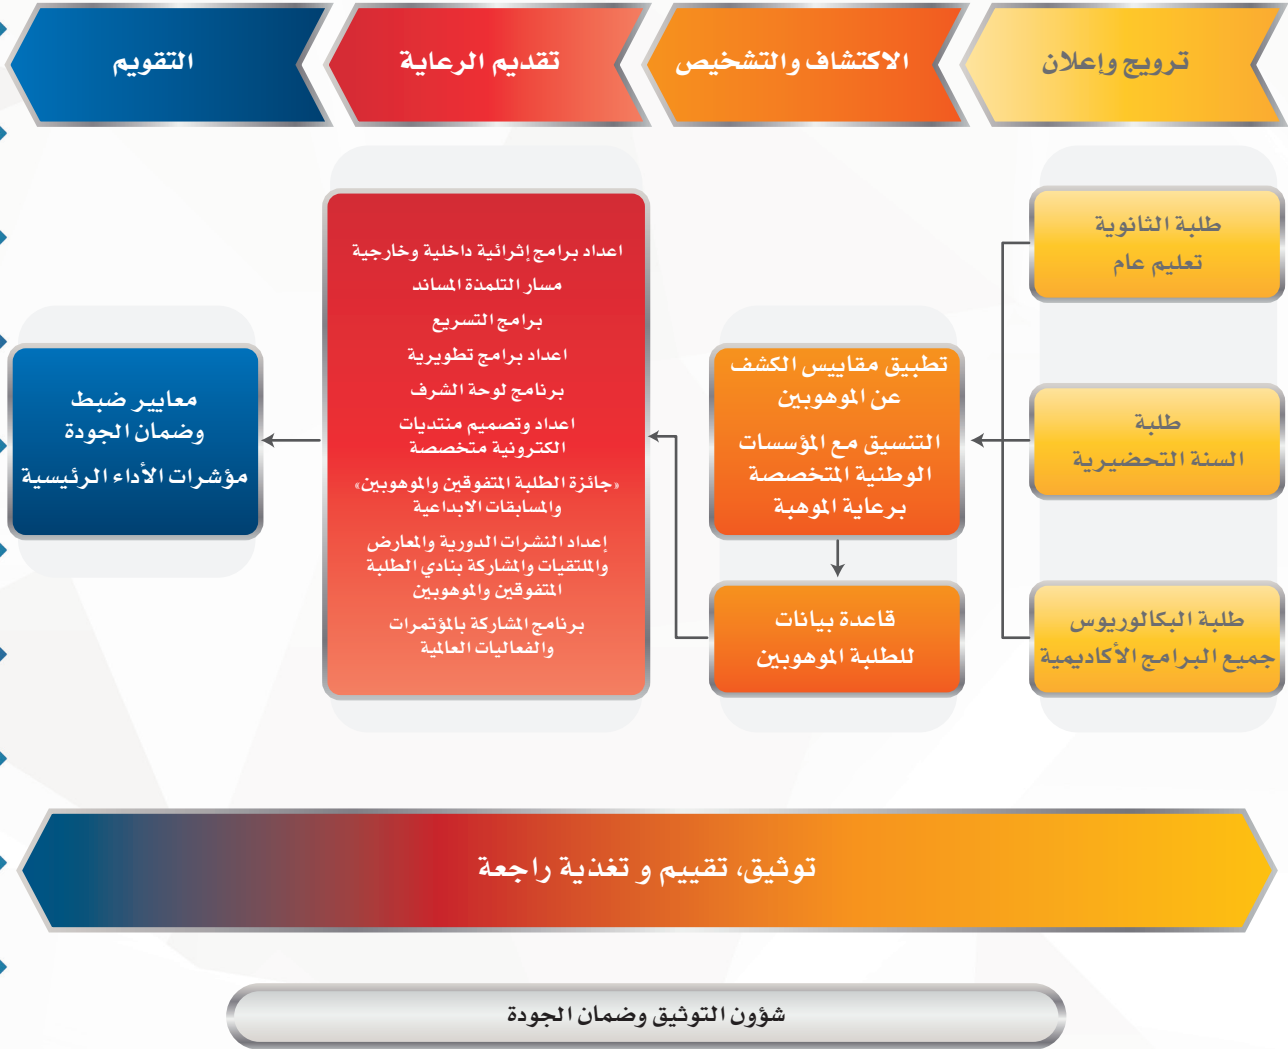 ترويج وإعلان
الاكتشاف والتشخيص
تقديم الرعاية
التقويم
طلبة الثانوية
تعليم عام
طلبة
السنة التحضيرية
طلبة البكالوريوس
جميع البرامج الأكاديمية
تطبيق مقاييس الكشف
عن الموهوبين
التنسيق مع المؤسسات
الوطنية المتخصصة
برعاية الموهبة
قاعدة بيانات
للطلبة الموهوبين
اعداد برامج إثرائية داخلية وخارجية
مسار التلمذة المساند
برامج التسريع
اعداد برامج تطويرية
برنامج لوحة الشرف
اعداد وتصميم منتديات
الكترونية متخصصة
«جائزة الطلبة المتفوقين والموهوبين»
والمسابقات الابداعية
إعداد النشرات الدورية والمعارض
والملتقيات والمشاركة بنادي الطلبة
المتفوقين والموهوبين
برنامج المشاركة بالمؤتمرات
والفعاليات العالمية
معايير ضبط
وضمان الجودة
مؤشرات الأداء الرئيسية
توثيق، تقييم و تغذية راجعة
شؤون التوثيق وضمان الجودة